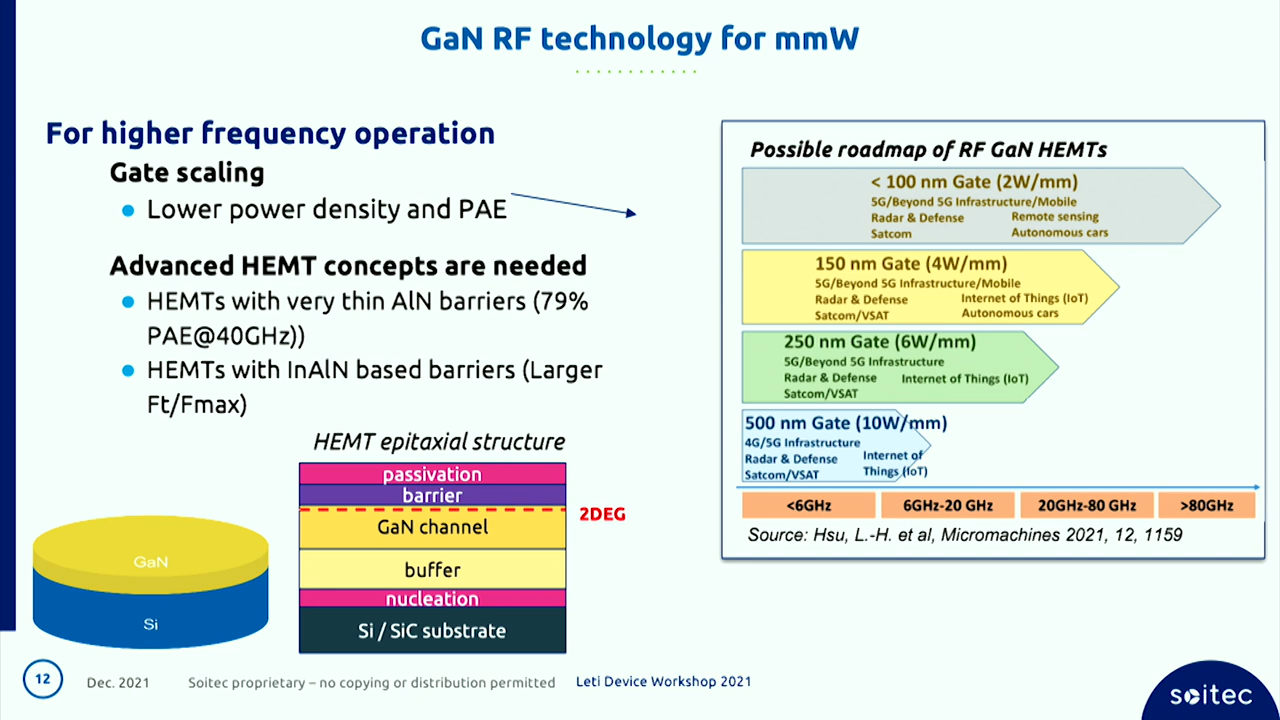 GaN RF technology for mmW
For higher frequency operation
Gate scaling
Lower power density and PAE
Advanced HEMT concepts are needed
HEMTs with very thin AlN barriers (79%
PAE@40GHz))
HEMTs with InAlN based barriers (Larger
Ft/Fmax)
HEMT epitaxial structure
passivation
barrier
2DEG
GaN channel
buffer
nucleation
Si / SiC substrate
GaN
Si
Possible roadmap of RF GaN HEMTs
< 100 nm Gate (2W/mm)
5G/Beyond 5G Infrastructure/Mobile
Radar & Defense Remote sensing
Satcom Autonomous cars
150 nm Gate (4W/mm)
5G/Beyond 5G Infrastructure/Mobile
Radar & Defense Internet of Things (IoT)
Satcom/VSAT Autonomous cars
250 nm Gate (6W/mm)
5G/Beyond 5G Infrastructure
Radar & Defense Internet of Things (IoT)
Satcom/VSAT
500 nm Gate (10W/mm)
4G/5G Infrastructure
Radar & Defense Internet of
Satcom/VSAT Things (IoT)
<6GHz 6GHz-20 GHz 20GHz-80 GHz >80GHz
Source: Hsu, L.-H. et al, Micromachines 2021, 12, 1159
12 Dec. 2021 Soitec proprietary – no copying or distribution permitted Leti Device Workshop 2021
soitec